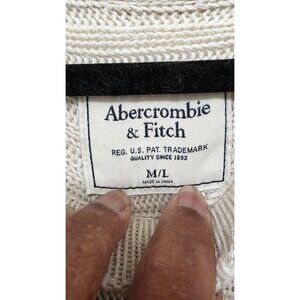 Abercrombie
& Fitch
REG. U.S. PAT. TRADEMARK
QUALITY SINCE 1892
M/L
MADE IN CHINA